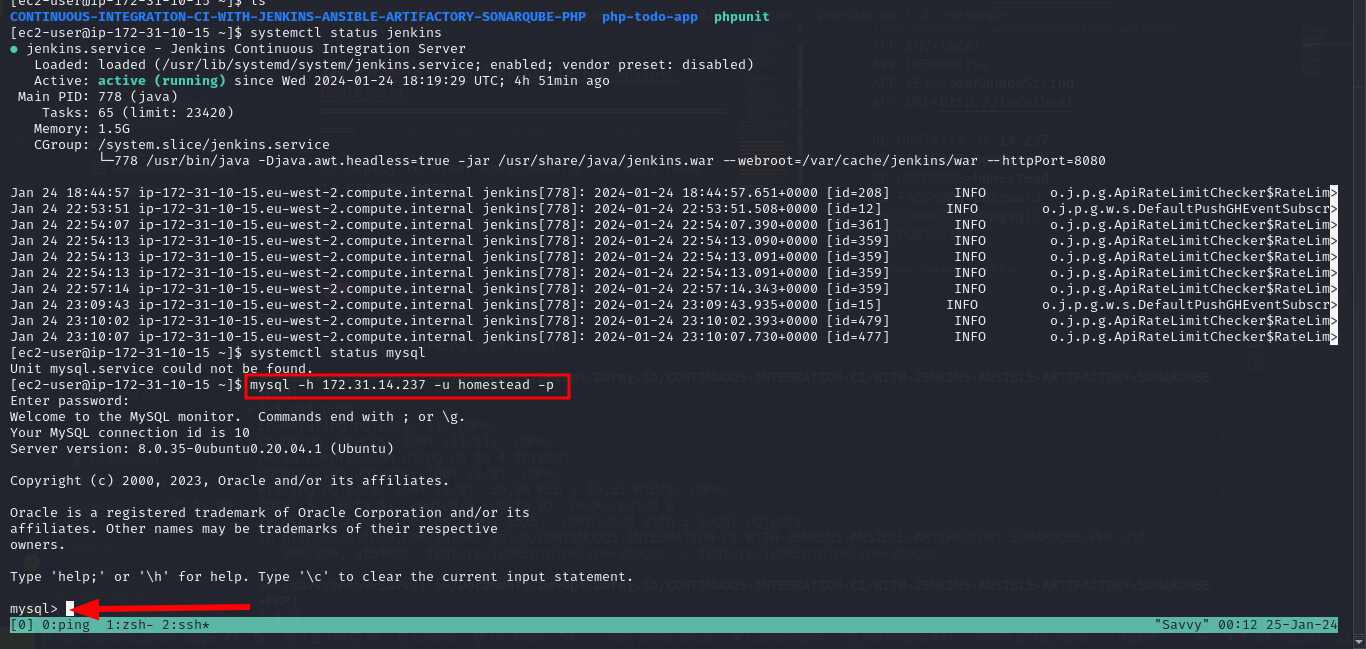 [ec2-user@ip-172-31-10-15 ~]$ ls
CONTINUOUS-INTEGRATION-CI-WITH-JENKINS-ANSIBLE-ARTIFACTORY-SONARQUBE-PHP  php-todo-app  phpunit
[ec2-user@ip-172-31-10-15 ~]$ systemctl status jenkins
● jenkins.service - Jenkins Continuous Integration Server
   Loaded: loaded (/usr/lib/systemd/system/jenkins.service; enabled; vendor preset: disabled)
   Active: active (running) since Wed 2024-01-24 18:19:29 UTC; 4h 51min ago
 Main PID: 778 (java)
    Tasks: 65 (limit: 23420)
   Memory: 1.5G
   CGroup: /system.slice/jenkins.service
           └─778 /usr/bin/java -Djava.awt.headless=true -jar /usr/share/java/jenkins.war --webroot=/var/cache/jenkins/war --httpPort=8080
Jan 24 18:44:57 ip-172-31-10-15.eu-west-2.compute.internal jenkins[778]: 2024-01-24 18:44:57.651+0000 [id=208]        INFO        o.j.p.g.ApiRateLimitChecker$RateLim>
Jan 24 22:53:51 ip-172-31-10-15.eu-west-2.compute.internal jenkins[778]: 2024-01-24 22:53:51.508+0000 [id=12]        INFO        o.j.p.g.w.s.DefaultPushGHEventSubscr>
Jan 24 22:54:07 ip-172-31-10-15.eu-west-2.compute.internal jenkins[778]: 2024-01-24 22:54:07.390+0000 [id=361]        INFO        o.j.p.g.ApiRateLimitChecker$RateLim>
Jan 24 22:54:13 ip-172-31-10-15.eu-west-2.compute.internal jenkins[778]: 2024-01-24 22:54:13.090+0000 [id=359]        INFO        o.j.p.g.ApiRateLimitChecker$RateLim>
Jan 24 22:54:13 ip-172-31-10-15.eu-west-2.compute.internal jenkins[778]: 2024-01-24 22:54:13.091+0000 [id=359]        INFO        o.j.p.g.ApiRateLimitChecker$RateLim>
Jan 24 22:54:13 ip-172-31-10-15.eu-west-2.compute.internal jenkins[778]: 2024-01-24 22:54:13.091+0000 [id=359]        INFO        o.j.p.g.ApiRateLimitChecker$RateLim>
Jan 24 22:57:14 ip-172-31-10-15.eu-west-2.compute.internal jenkins[778]: 2024-01-24 22:57:14.343+0000 [id=359]        INFO        o.j.p.g.ApiRateLimitChecker$RateLim>
Jan 24 23:09:43 ip-172-31-10-15.eu-west-2.compute.internal jenkins[778]: 2024-01-24 23:09:43.935+0000 [id=15]        INFO        o.j.p.g.w.s.DefaultPushGHEventSubscr>
Jan 24 23:10:02 ip-172-31-10-15.eu-west-2.compute.internal jenkins[778]: 2024-01-24 23:10:02.393+0000 [id=479]        INFO        o.j.p.g.ApiRateLimitChecker$RateLim>
Jan 24 23:10:07 ip-172-31-10-15.eu-west-2.compute.internal jenkins[778]: 2024-01-24 23:10:07.730+0000 [id=477]        INFO        o.j.p.g.ApiRateLimitChecker$RateLim>
[ec2-user@ip-172-31-10-15 ~]$ systemctl status mysql
Unit mysql.service could not be found.
[ec2-user@ip-172-31-10-15 ~]$ mysql -h 172.31.14.237 -u homestead -p
Enter password:
Welcome to the MySQL monitor.  Commands end with ; or \g.
Your MySQL connection id is 10
Server version: 8.0.35-0ubuntu0.20.04.1 (Ubuntu)
Copyright (c) 2000, 2023, Oracle and/or its affiliates.
Oracle is a registered trademark of Oracle Corporation and/or its
affiliates. Other names may be trademarks of their respective
owners.
Type 'help;' or '\h' for help. Type '\c' to clear the current input statement.
mysql>
[0] 0:ping  1:zsh- 2:ssh*                "Savvy" 00:12 25-Jan-24